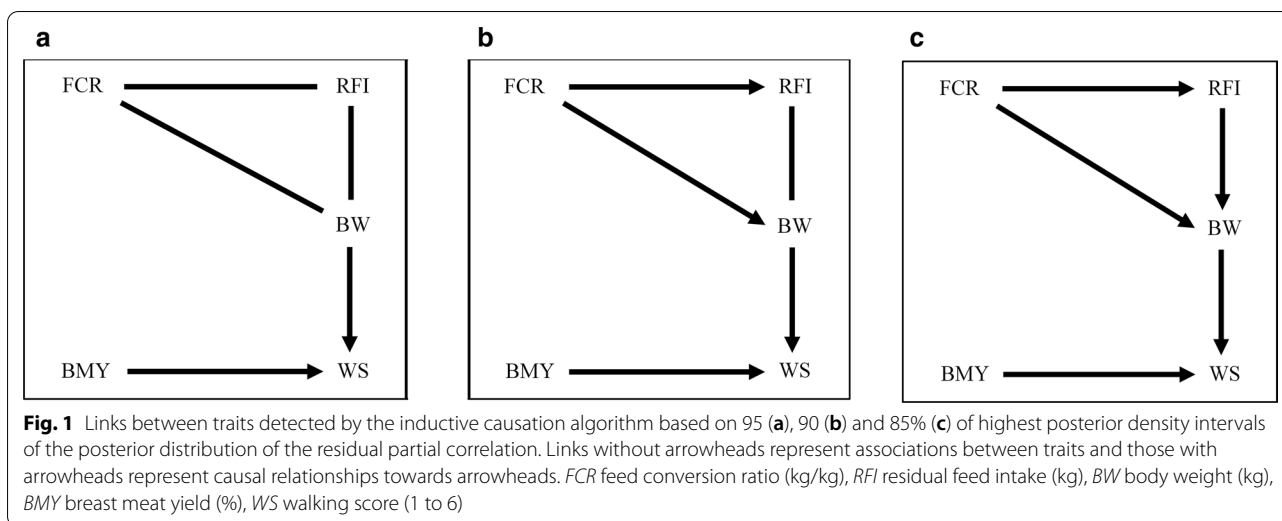 a
FCR RFI
BW
BMY WS
b
FCR RFI
BW
BMY WS
c
FCR RFI
BW
BMY WS
Fig. 1 Links between traits detected by the inductive causation algorithm based on 95 (a), 90 (b) and 85% (c) of highest posterior density intervals
of the posterior distribution of the residual partial correlation. Links without arrowheads represent associations between traits and those with
arrowheads represent causal relationships towards arrowheads. FCR feed conversion ratio (kg/kg), RFI residual feed intake (kg), BW body weight (kg),
BMY breast meat yield (%), WS walking score (1 to 6)